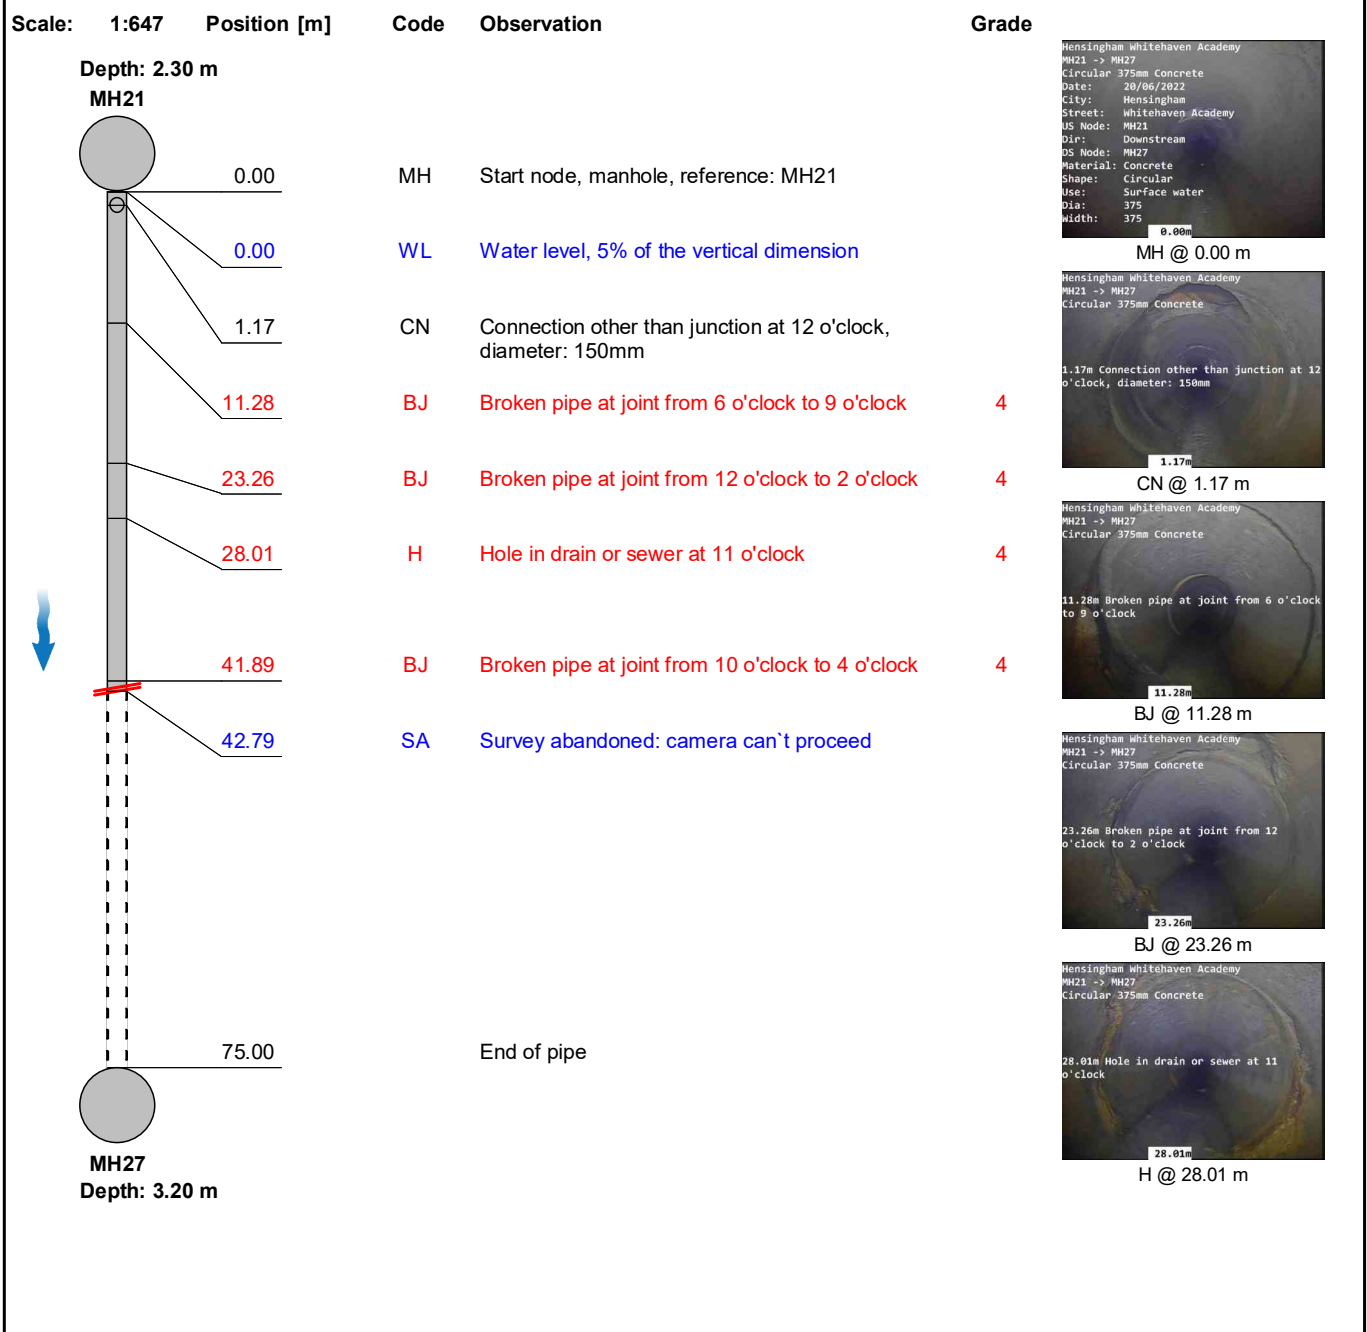 Scale: 1:647 Position [m] Code Observation Grade
Depth: 2.30 m
MH21
0.00 MH Start node, manhole, reference: MH21
0.00 WL Water level, 5% of the vertical dimension
1.17 CN Connection other than junction at 12 o'clock,
diameter: 150mm
11.28 BJ Broken pipe at joint from 6 o'clock to 9 o'clock 4
23.26 BJ Broken pipe at joint from 12 o'clock to 2 o'clock 4
28.01 H Hole in drain or sewer at 11 o'clock 4
41.89 BJ Broken pipe at joint from 10 o'clock to 4 o'clock 4
42.79 SA Survey abandoned: camera can`t proceed
75.00 End of pipe
MH27
Depth: 3.20 m
Hensingham Whitehaven Academy
MH21 -> MH27
Circular 375mm Concrete
Date: 20/06/2022
City: Hensingham
Street: Whitehaven Academy
US Node: MH21
Dir: Downstream
DS Node: MH27
Material: Concrete
Shape: Circular
Use: Surface water
Dia: 375
Width: 375
0.00m
MH @ 0.00 m
Hensingham Whitehaven Academy
MH21 -> MH27
Circular 375mm Concrete
1.17m Connection other than junction at 12
o'clock, diameter: 150mm
1.17m
CN @ 1.17 m
Hensingham Whitehaven Academy
MH21 -> MH27
Circular 375mm Concrete
11.28m Broken pipe at joint from 6 o'clock
to 9 o'clock
11.28m
BJ @ 11.28 m
Hensingham Whitehaven Academy
MH21 -> MH27
Circular 375mm Concrete
23.26m Broken pipe at joint from 12
o'clock to 2 o'clock
23.26m
BJ @ 23.26 m
Hensingham Whitehaven Academy
MH21 -> MH27
Circular 375mm Concrete
28.01m Hole in drain or sewer at 11
o'clock
28.01m
H @ 28.01 m